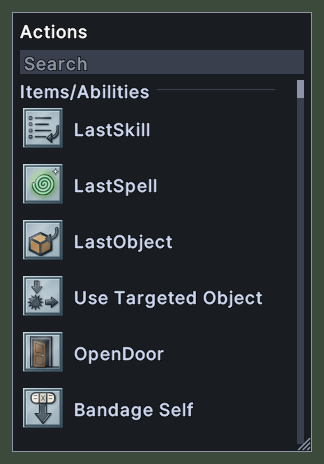 Actions
Search
Items/Abilities
LastSkill
LastSpell
LastObject
Use Targeted Object
OpenDoor
Bandage Self